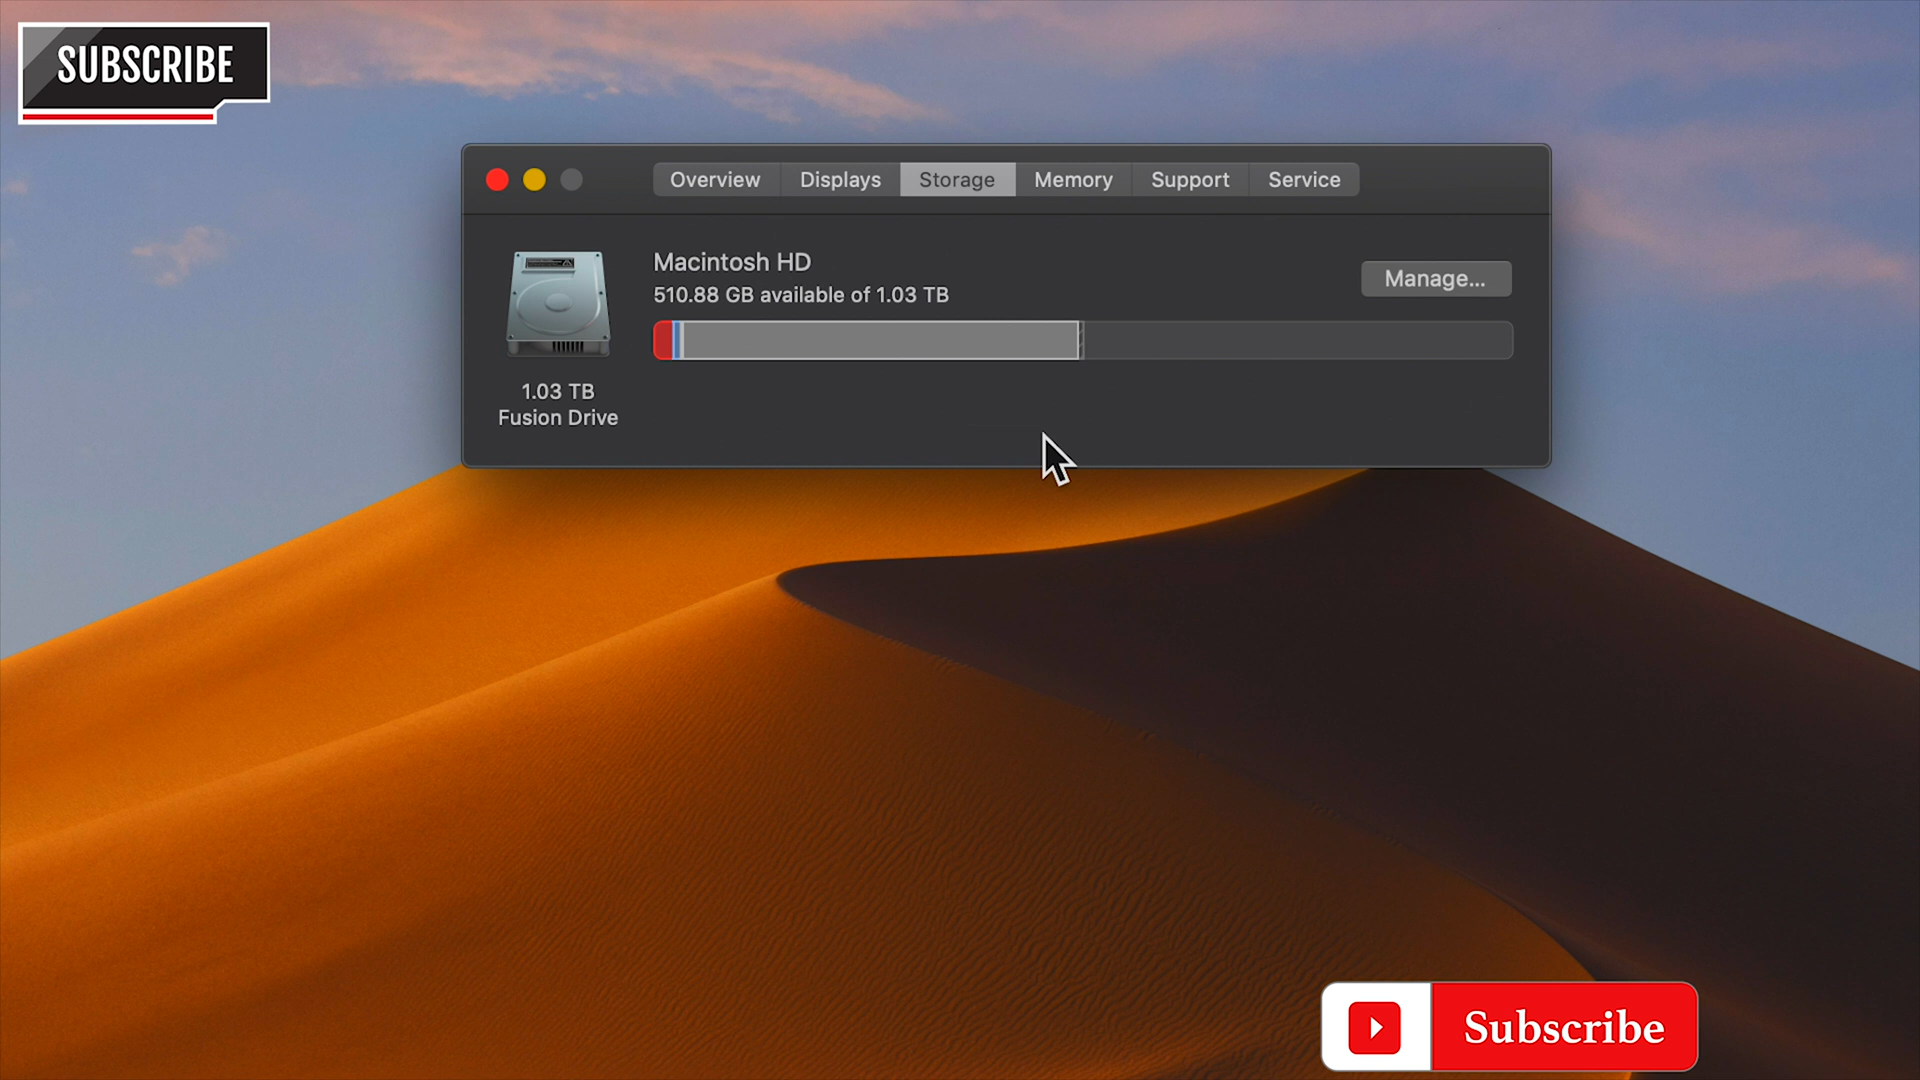 SUBSCRIBE
Overview Displays Storage Memory Support Service
Macintosh HD
510.88 GB available of 1.03 TB
Manage...
1.03 TB
Fusion Drive
Subscribe